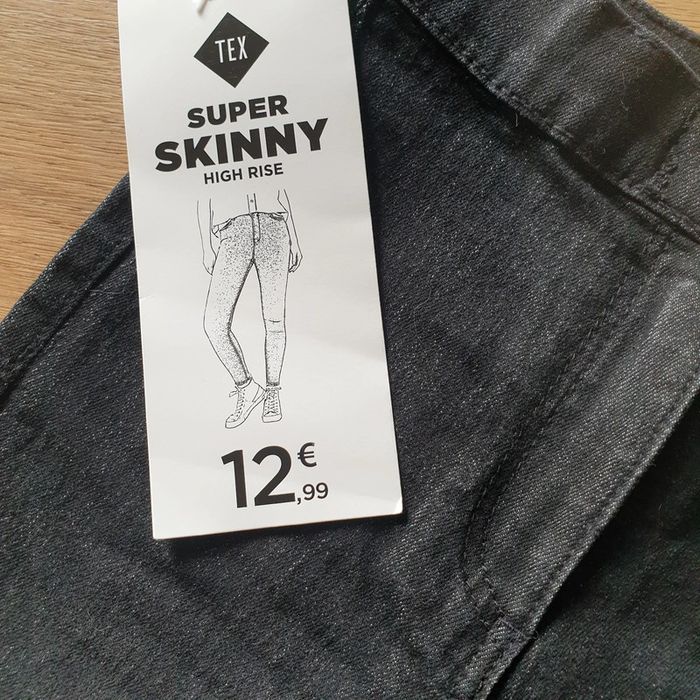 TEX
SUPER
SKINNY
HIGH RISE
12€,99